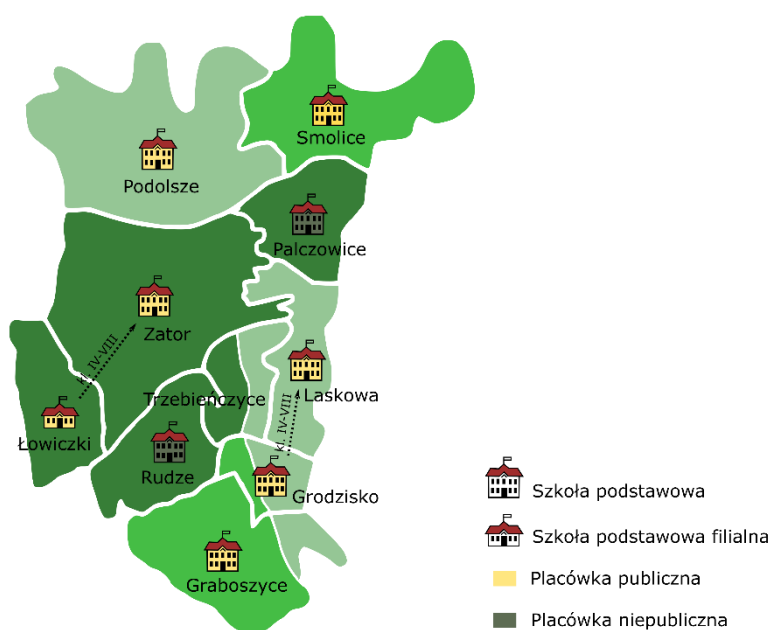 Smolice
Podolsze
Palczowice
Zator
kl. IV-VIII
Trzebieńczyce
Laskowa
kl. IV-VIII
Łowiczki
Rudze
Grodzisko
Graboszyce
Szkoła podstawowa
Szkoła podstawowa filialna
Placówka publiczna
Placówka niepubliczna